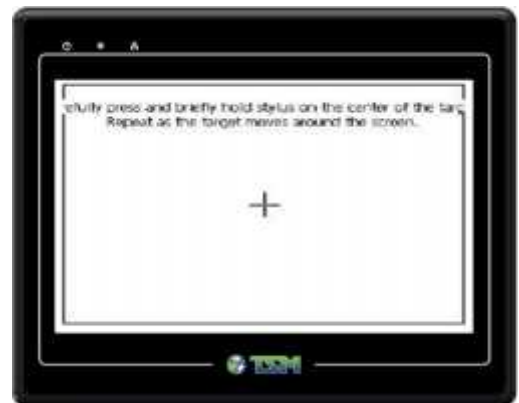 efully press and briefly hold stylus on the center of the targ
Repeat as the target moves around the screen.